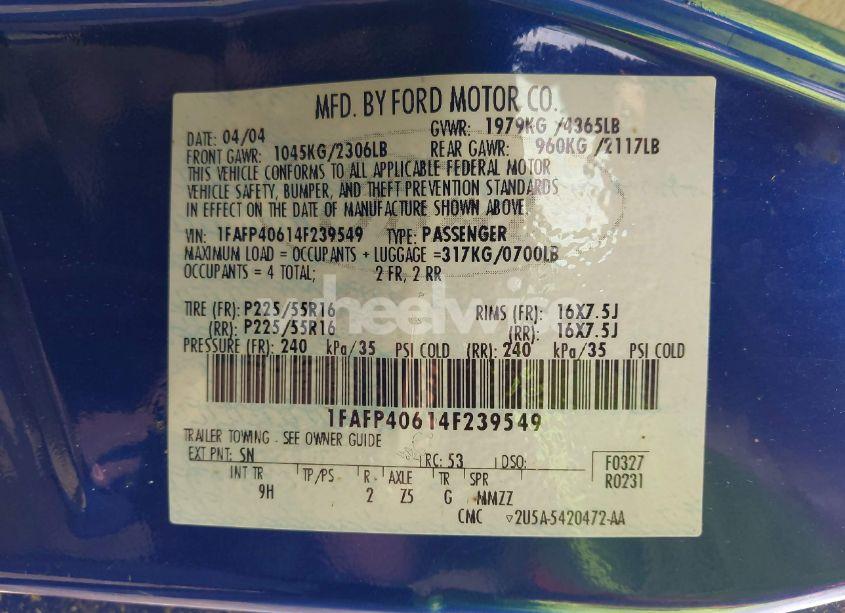 MFD. BY FORD MOTOR CO.
DATE: 04/04 GVWR: 1979KG /4365LB
FRONT GAWR: 1045KG/2306LB REAR GAWR: 960KG /2117LB
THIS VEHICLE CONFORMS TO ALL APPLICABLE FEDERAL MOTOR
VEHICLE SAFETY, BUMPER, AND THEFT PREVENTION STANDARDS
IN EFFECT ON THE DATE OF MANUFACTURE SHOWN ABOVE.
VIN: 1FAFP40614F239549 TYPE: PASSENGER
MAXIMUM LOAD = OCCUPANTS + LUGGAGE =317KG/0700LB
OCCUPANTS = 4 TOTAL; 2 FR, 2 RR
wheelwise
TIRE (FR): P225/55R16 RIMS (FR): 16X7.5J
(RR): P225/55R16 (RR): 16X7.5J
PRESSURE (FR): 240 kPa/35 PSI COLD (RR): 240 kPa/35 PSI COLD
1FAFP40614F239549
TRAILER TOWING - SEE OWNER GUIDE
EXT PNT: SN RC: 53 DSO: F0327
INT TR TP/PS R AXLE TR SPR R0231
9H 2 Z5 G MMZZ
CMC ▿2U5A-5420472-AA